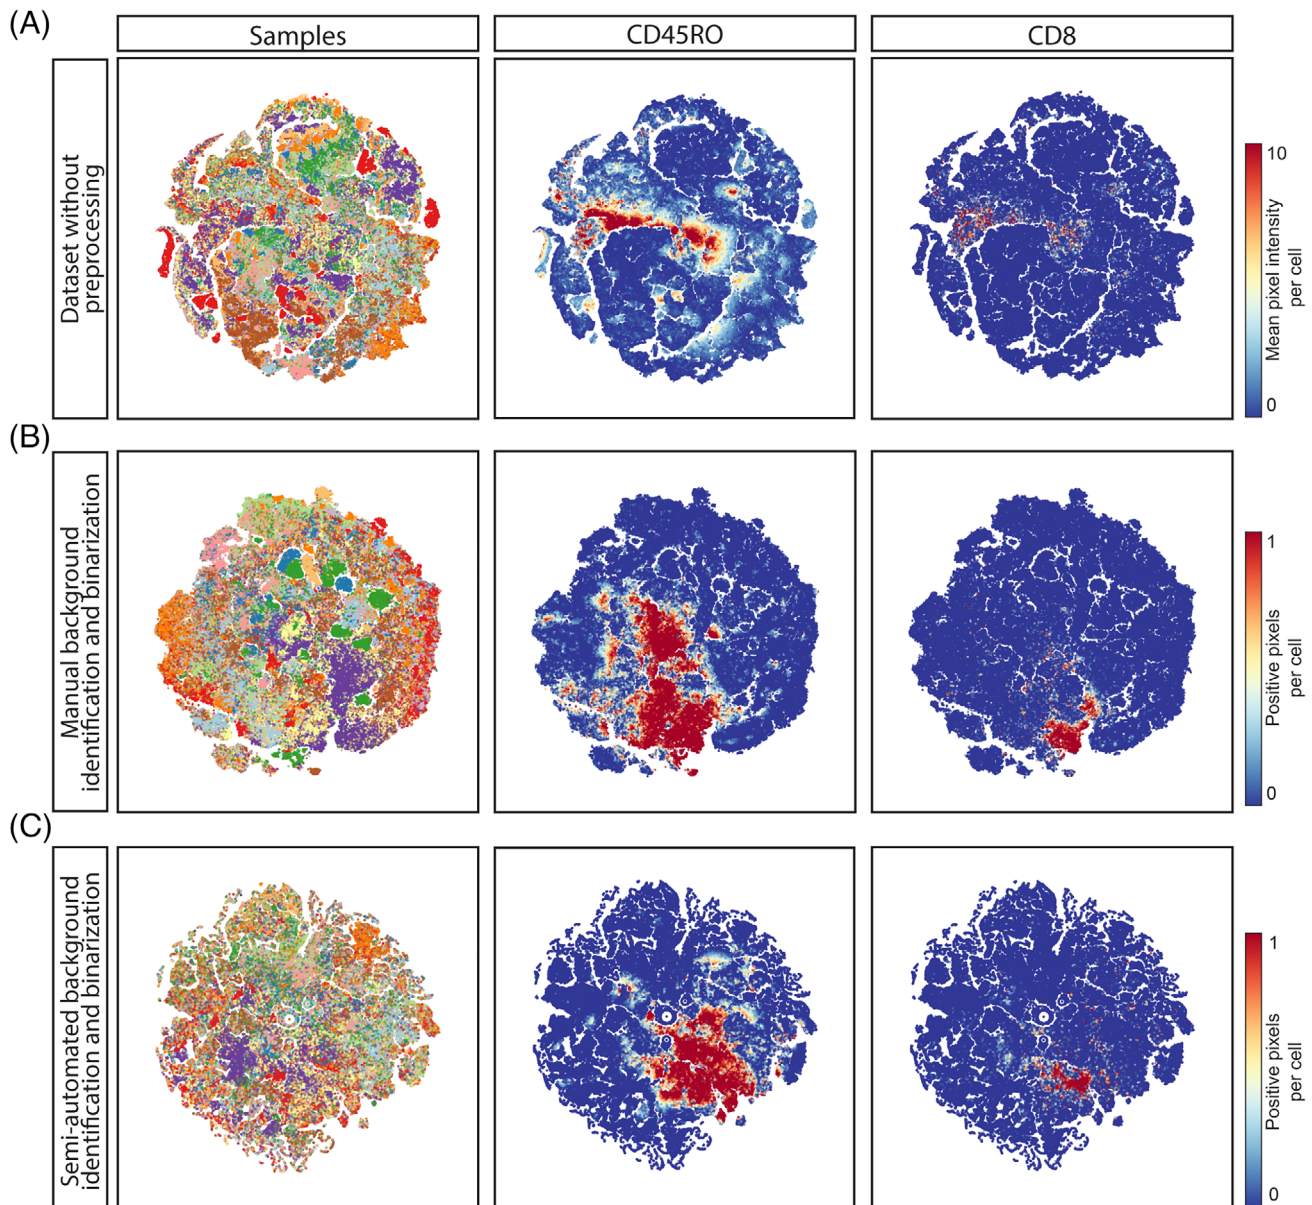 (A)
Samples
CD45RO
CD8
Dataset without
preprocessing
10
Mean pixel intensity
per cell
0
(B)
Manual background
identification and binarization
1
Positive pixels
per cell
0
(C)
Semi-automated background
identification and binarization
1
Positive pixels
per cell
0